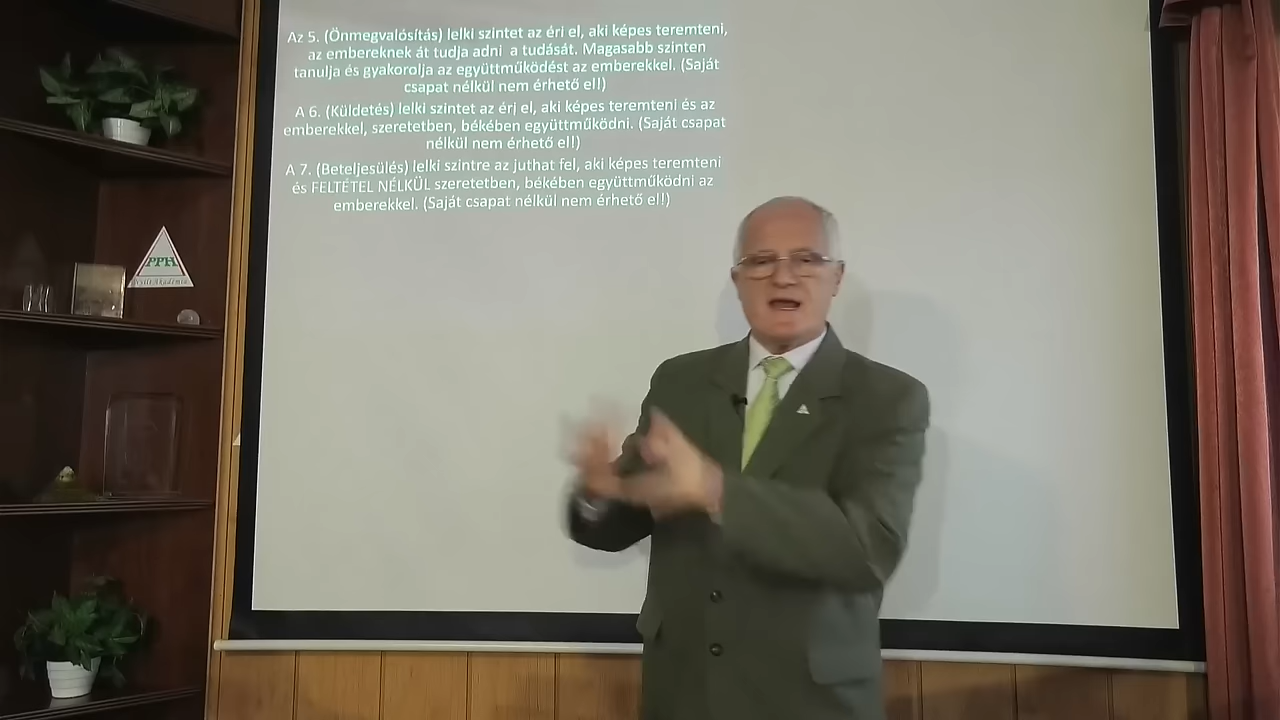 Az 5. (Önmegvalósítás) lelki szintet az éri el, aki képes teremteni,
az embereknek át tudja adni a tudását. Magasabb szinten
tanulja és gyakorolja az együttműködést az emberekkel. (Saját
csapat nélkül nem érhető el!)
A 6. (Küldetés) lelki szintet az éri el, aki képes teremteni és az
emberekkel, szeretetben, békében együttműködni. (Saját csapat
nélkül nem érhető el!)
A 7. (Beteljesülés) lelki szintre az juthat fel, aki képes teremteni
és FELTÉTEL NÉLKÜL szeretetben, békében együttműködni az
emberekkel. (Saját csapat nélkül nem érhető el!)
PPH
Akadémia